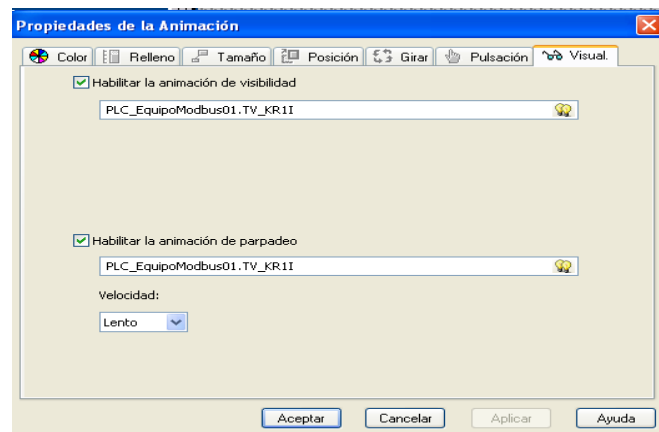 Propiedades de la Animación
Color Relleno Tamaño Posición Girar Pulsación Visual.
Habilitar la animación de visibilidad
PLC_EquipoModbus01.TV_KR1I
Habilitar la animación de parpadeo
PLC_EquipoModbus01.TV_KR1I
Velocidad:
Lento
Aceptar Cancelar Aplicar Ayuda